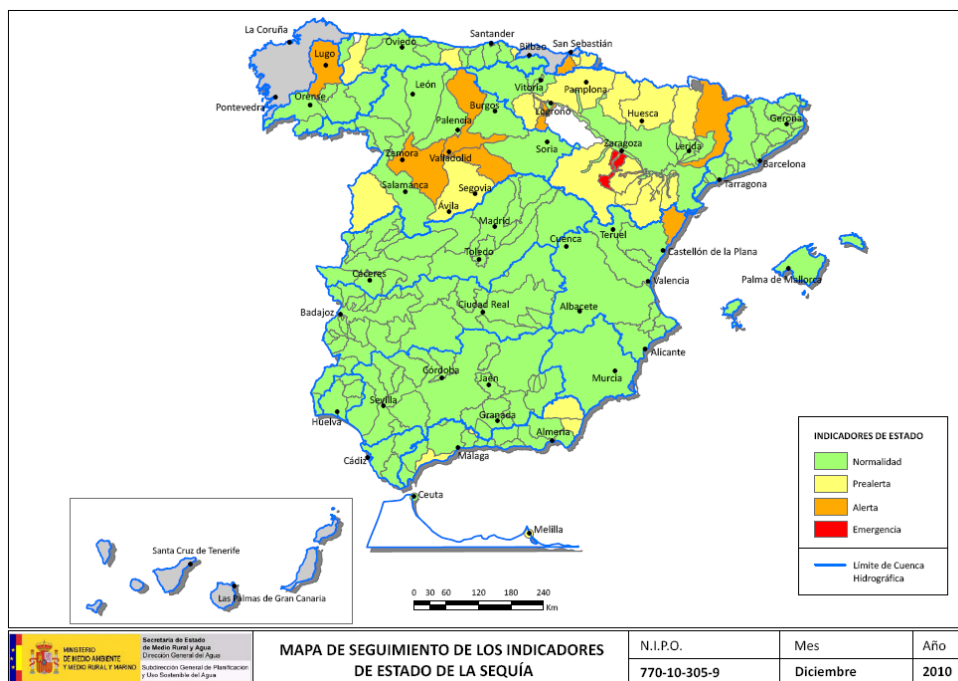 La Coruña
Lugo
Oviedo
Santander
Bilbao
San Sebastián
Pontevedra
Orense
León
Burgos
Vitoria
Pamplona
Logroño
Huesca
Gerona
Palencia
Zamora
Valladolid
Soria
Zaragoza
Lerida
Barcelona
Tarragona
Salamanca
Segovia
Ávila
Madrid
Teruel
Cuenca
Castellón de la Plana
Toledo
Cáceres
Valencia
Palma de Mallorca
Badajoz
Ciudad Real
Albacete
Alicante
Murcia
Córdoba
Jaén
Sevilla
Huelva
Granada
Almería
Cádiz
Málaga
Ceuta
Melilla
Santa Cruz de Tenerife
Las Palmas de Gran Canaria
0 30 60 120 180 240
Km
INDICADORES DE ESTADO
Normalidad
Prealerta
Alerta
Emergencia
Límite de Cuenca
Hidrográfica
MINISTERIO
DE MEDIO AMBIENTE
Y MEDIO RURAL Y MARINO
Secretaría de Estado
de Medio Rural y Agua
Dirección General del Agua
Subdirección General de Planificación
y Uso Sostenible del Agua
MAPA DE SEGUIMIENTO DE LOS INDICADORES
DE ESTADO DE LA SEQUÍA
N.I.P.O.
770-10-305-9
Mes
Diciembre
Año
2010